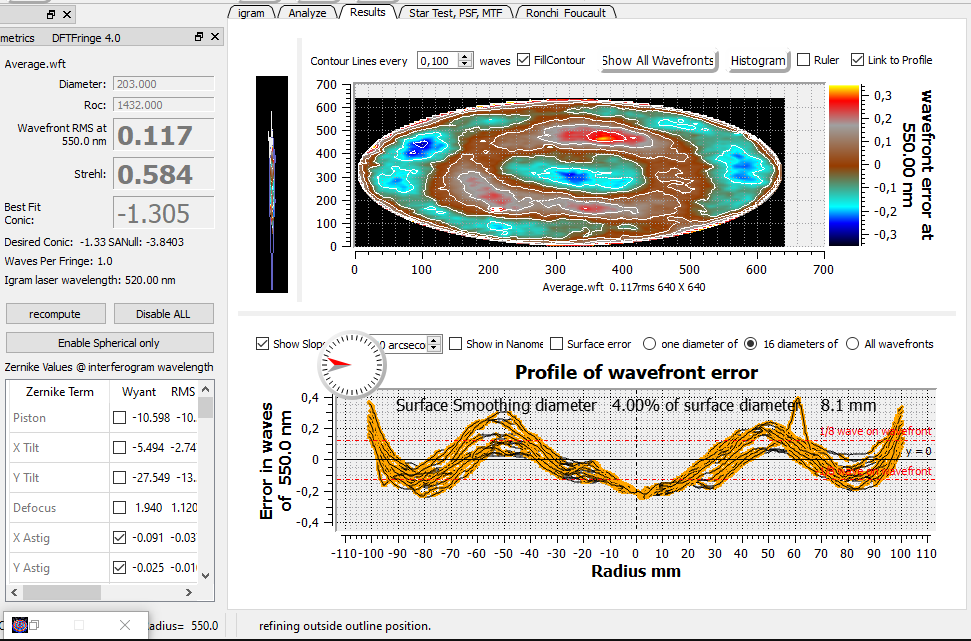 igram Analyze Results Star Test, PSF, MTF Ronchi Foucault
metrics DFTFringe 4.0
Average.wft
Diameter: 203.000
Roc: 1432.000
Wavefront RMS at
550.0 nm
0.117
Strehl: 0.584
Best Fit
Conic:
-1.305
Desired Conic: -1.33 SANull: -3.8403
Waves Per Fringe: 1.0
Igram laser wavelength: 520.00 nm
recompute Disable ALL
Enable Spherical only
Zernike Values @ interferogram wavelength
Zernike Term Wyant RMS
Piston -10.598 -10.
X Tilt -5.494 -2.74
Y Tilt -27.549 -13.
Defocus 1.940 1.120
X Astig -0.091 -0.03
Y Astig -0.025 -0.01
adius= 550.0
Contour Lines every 0,100 waves FillContour Show All Wavefronts Histogram Ruler Link to Profile
700
600
500
400
300
200
100
0
0 100 200 300 400 500 600 700
Average.wft 0.117rms 640 X 640
0,3
0,2
0,1
0
-0,1
-0,2
-0,3
wavefront error at
550.00 nm
Show Slop 0 arcseco Show in Nanome Surface error one diameter of 16 diameters of All wavefronts
Profile of wavefront error
Surface Smoothing diameter 4.00% of surface diameter 8.1 mm
1/8 wave on wavefront
y = 0
wavefront
0,4
0,2
0
-0,2
-0,4
Error in waves
of 550.0 nm
-110 -100 -90 -80 -70 -60 -50 -40 -30 -20 -10 0 10 20 30 40 50 60 70 80 90 100 110
Radius mm
refining outside outline position.